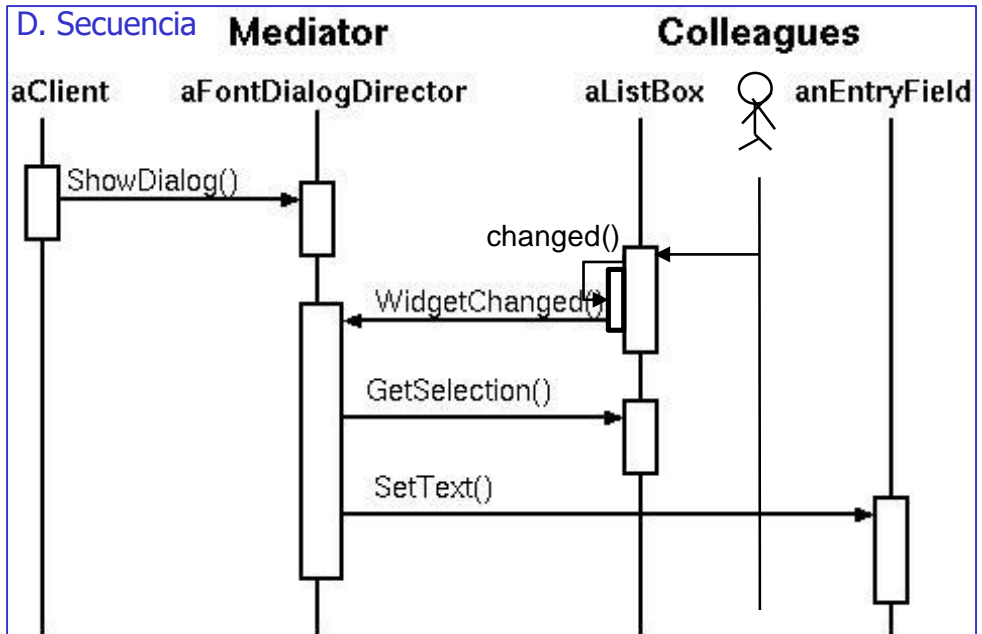 D. Secuencia
Mediator Colleagues
aClient aFontDialogDirector aListBox anEntryField
ShowDialog()
changed()
WidgetChanged()
GetSelection()
SetText()